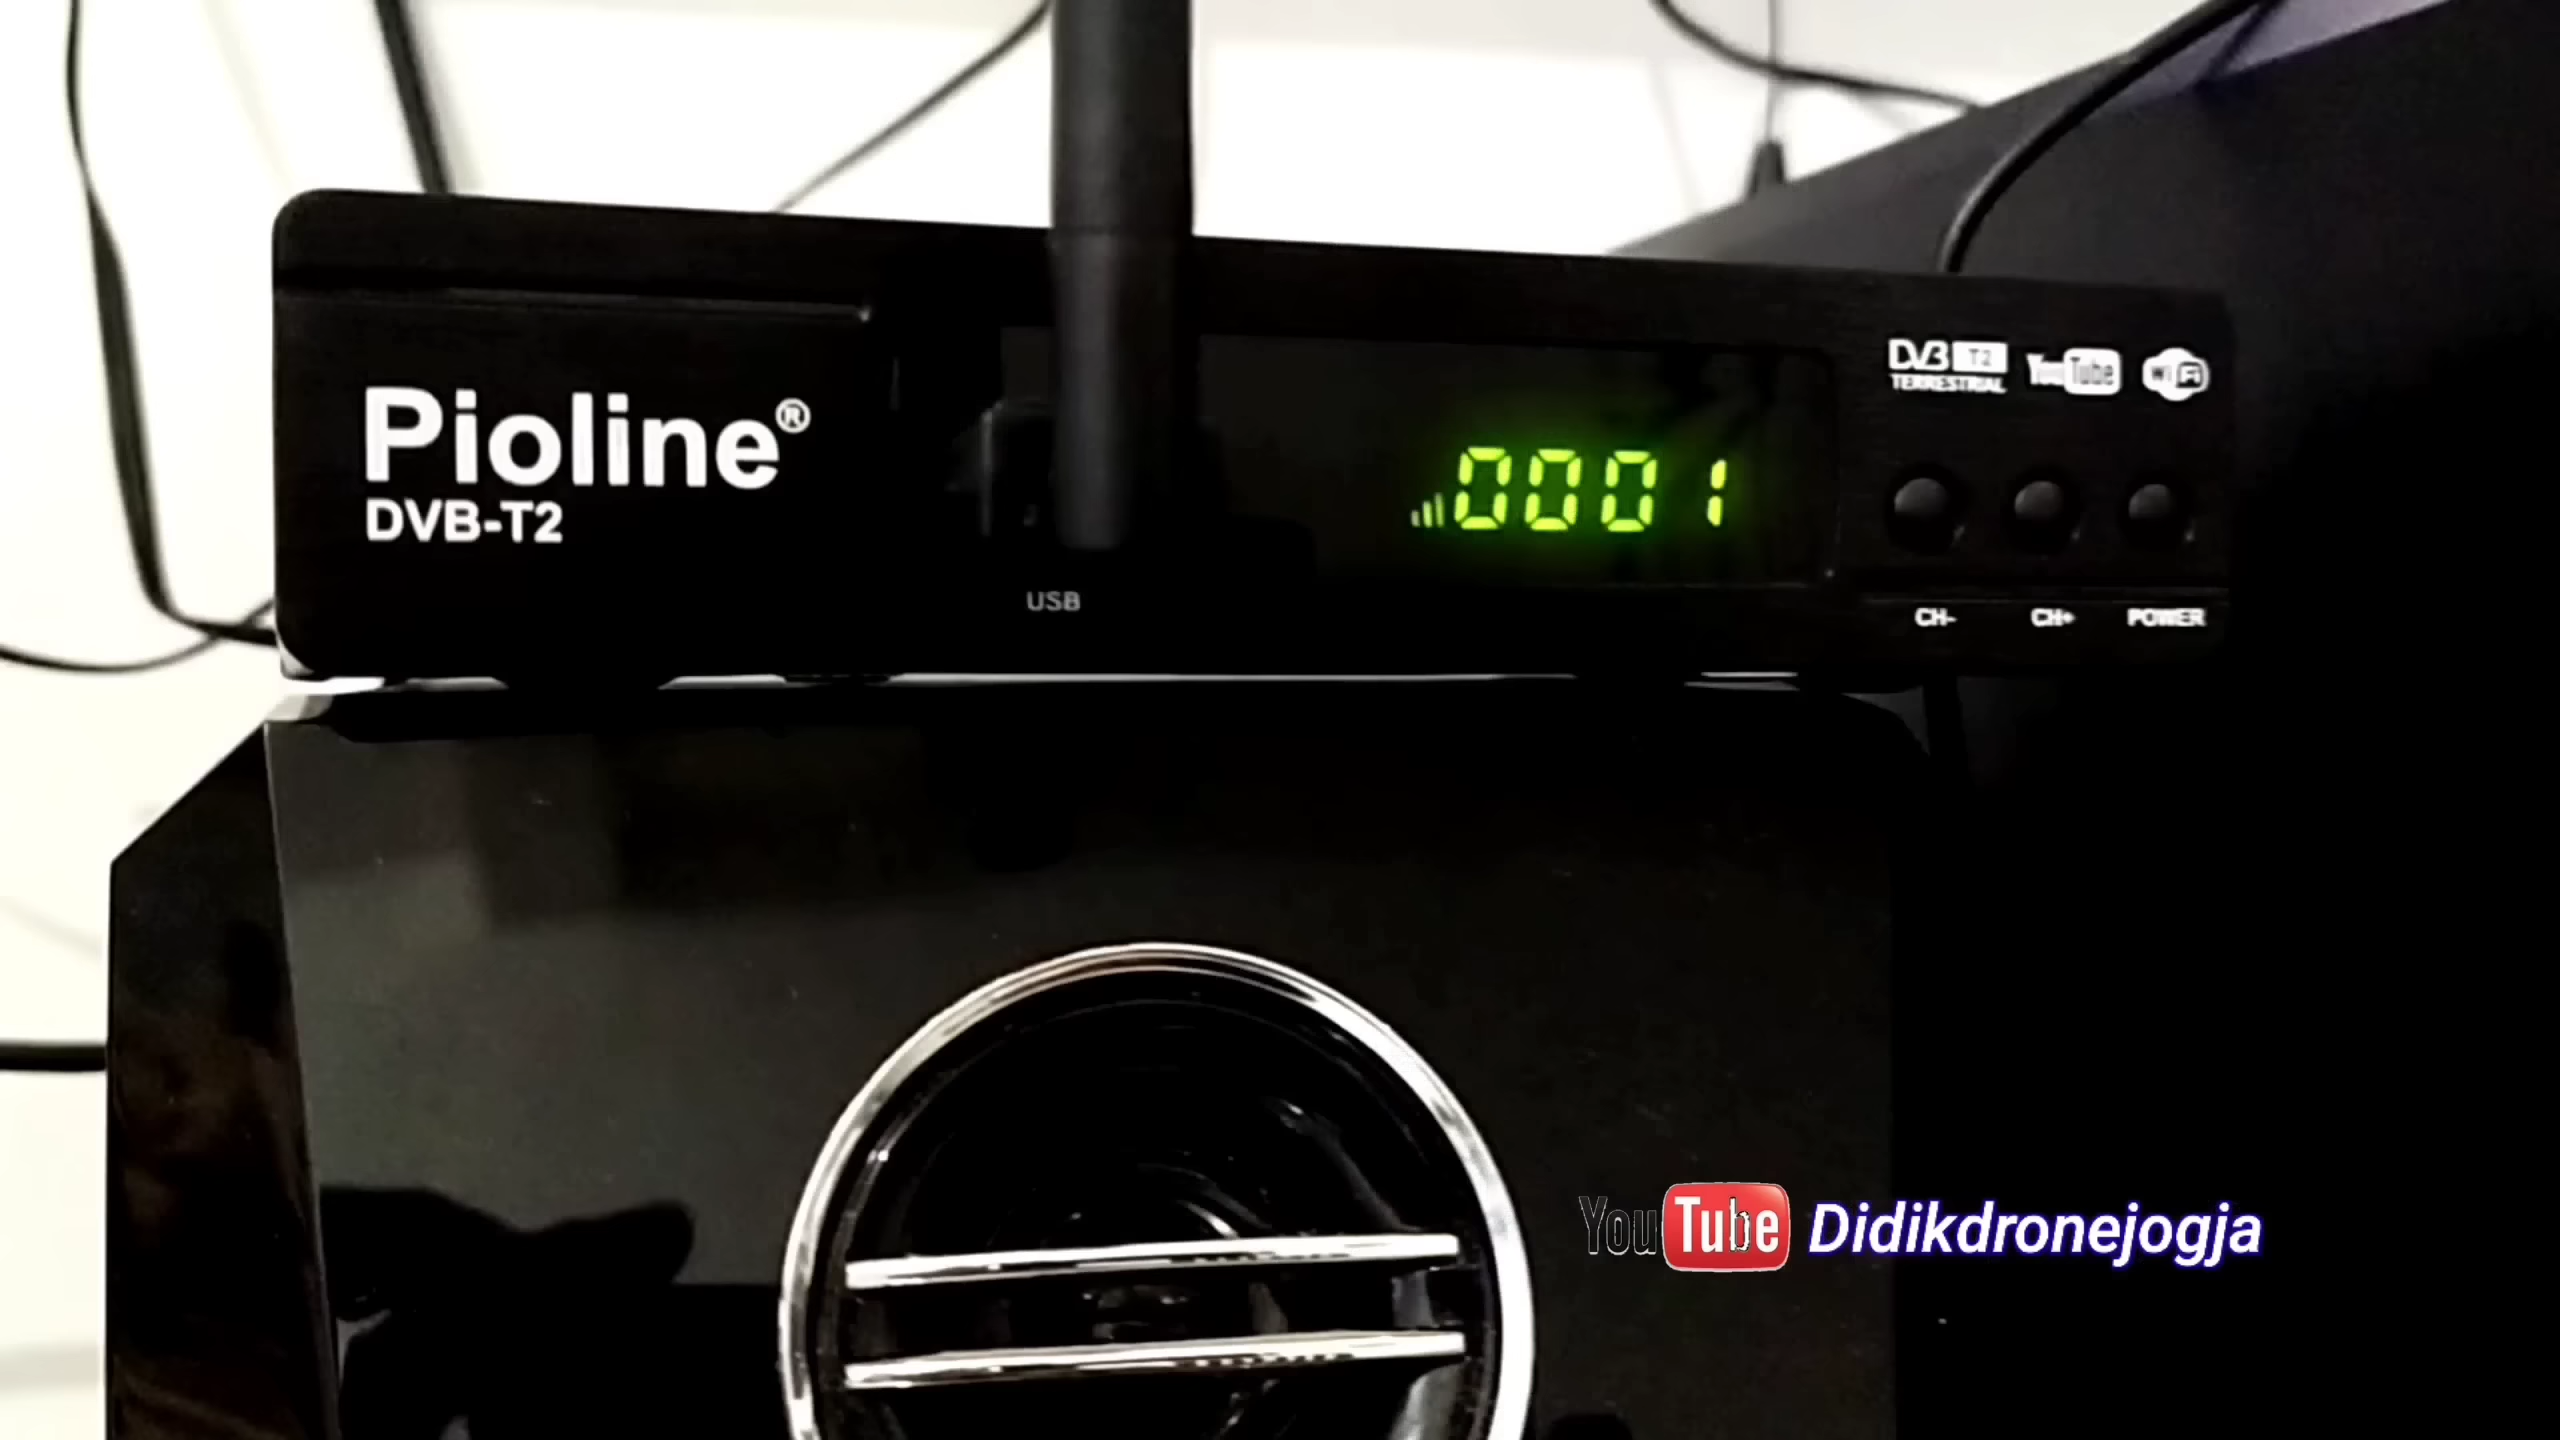 Pioline®
DVB-T2
USB
0001
DVB T2
TERRESTRIAL
YouTube
WiFi
CH-
CH+
POWER
YouTube Didikdronejogja